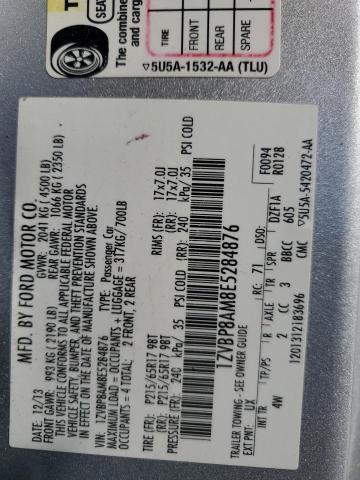 THE
SEA
The combine
and carg
TIRE
FRONT
REAR
SPARE
5U5A-1532-AA (TLU)
MFD. BY FORD MOTOR CO.
12/13 GVWR: 2041 KG (4500 LB)
FRONT GAWR: 993 KG (2190 LB) REAR GAWR: 1066 KG (2350 LB)
THIS VEHICLE CONFORMS TO ALL APPLICABLE FEDERAL MOTOR
VEHICLE SAFETY, BUMPER, AND THEFT PREVENTION STANDARDS
IN EFFECT ON THE DATE OF MANUFACTURE SHOWN ABOVE.
VIN: 1ZVBP8AM8E5284876 TYPE: Passenger Car
MAXIMUM LOAD = OCCUPANTS + LUGGAGE = 317KG/700LB
OCCUPANTS = 4 TOTAL: 2 FRONT, 2 REAR
TIRE (FR): P215/65R17 98T RIMS (FR): 17x7.0J
TIRE (RR): P215/65R17 98T (RR): 17x7.0J
PRESSURE (FR): 240 kPa/ 35 PSI COLD (RR): 240 kPa/ 35 PSI COLD
1ZVBP8AM8E5284876
TRAILER TOWING - SEE OWNER GUIDE
F0094
R0128
EXT PNT: UX RC: 71 DSO: DZF1A
INT TR TP/PS R AXLE TR SPR
4W 2 CC 3 BBCC 605
12013121B3696 CMC 5U5A-5420472-AA